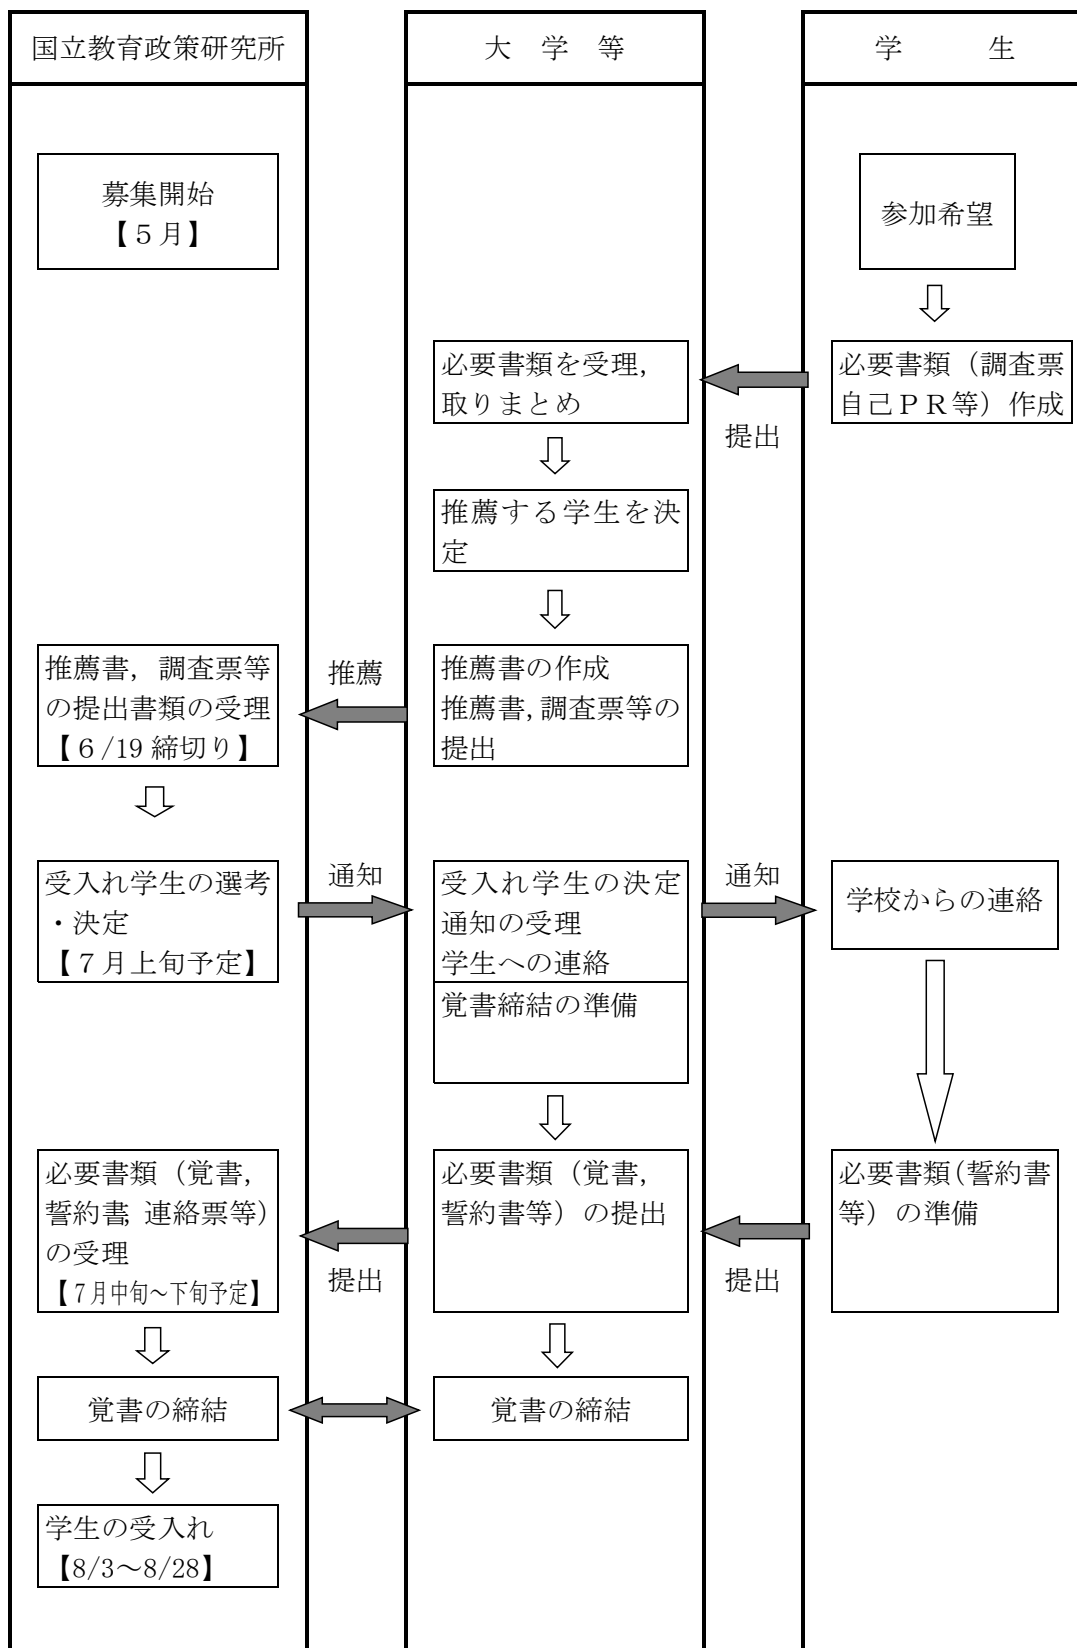 国立教育政策研究所
大 学 等
学 生
募集開始
【５月】
参加希望
必要書類を受理，
取りまとめ
提出
必要書類（調査票
自己ＰＲ等）作成
推薦する学生を決
定
推薦書，調査票等
の提出書類の受理
【６/19 締切り】
推薦
推薦書の作成
推薦書，調査票等の
提出
受入れ学生の選考
・決定
【７月上旬予定】
通知
受入れ学生の決定
通知の受理
学生への連絡
覚書締結の準備
通知
学校からの連絡
必要書類（覚書，
誓約書，連絡票等）
の受理
【７月中旬～下旬予定】
提出
必要書類（覚書，
誓約書等）の提出
提出
必要書類（誓約書
等）の準備
覚書の締結
覚書の締結
学生の受入れ
【8/3～8/28】